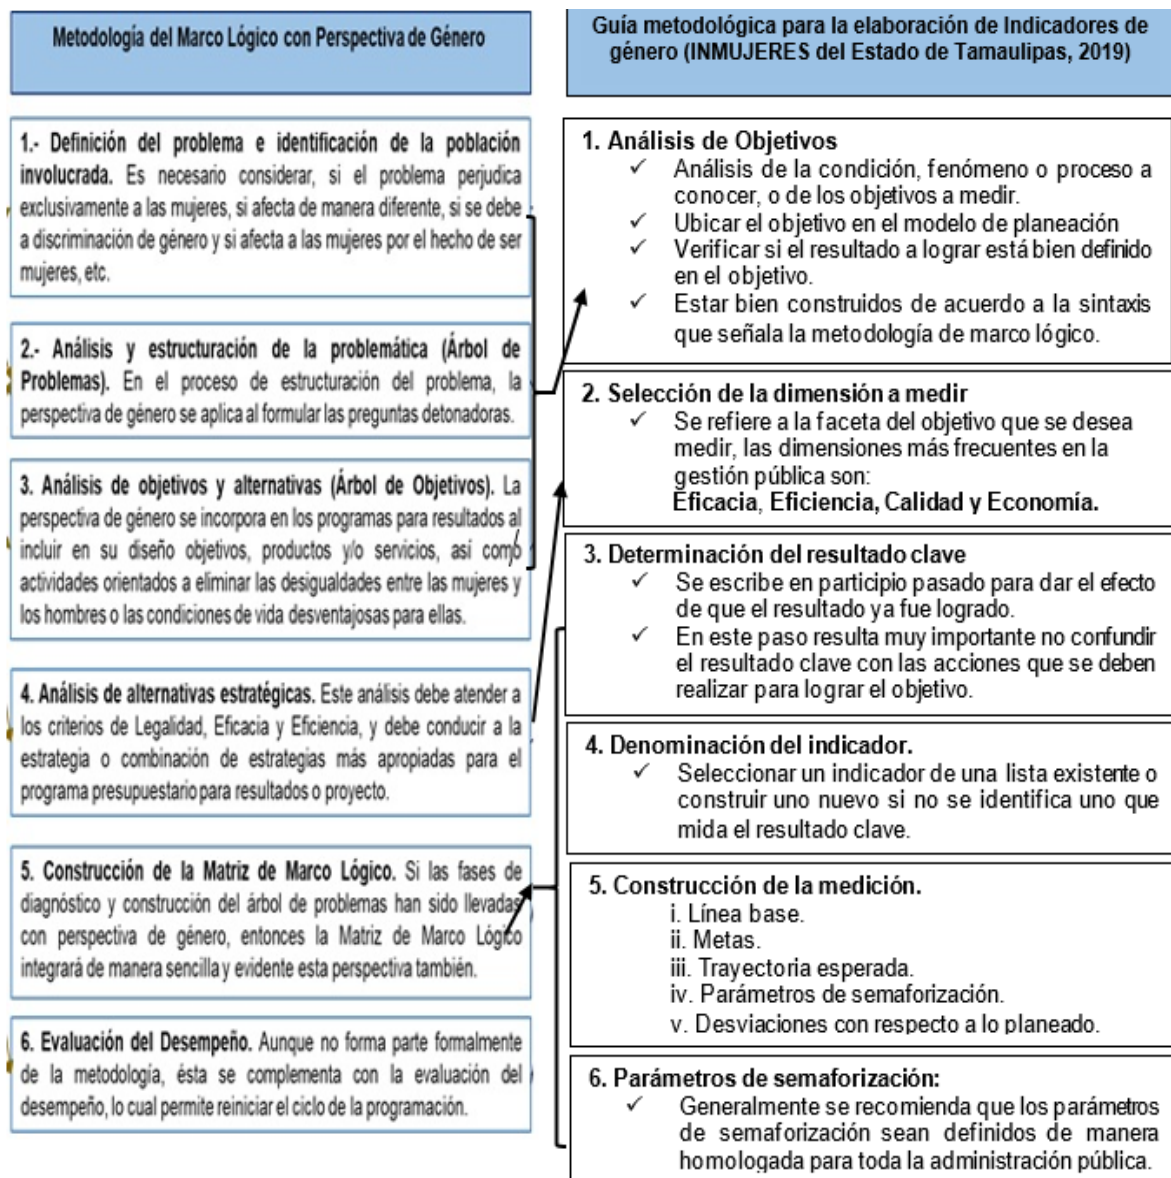 Metodología del Marco Lógico con Perspectiva de Género
1.- Definición del problema e identificación de la población
involucrada. Es necesario considerar, si el problema perjudica
exclusivamente a las mujeres, si afecta de manera diferente, si se debe
a discriminación de género y si afecta a las mujeres por el hecho de ser
mujeres, etc.
2.- Análisis y estructuración de la problemática (Árbol de
Problemas). En el proceso de estructuración del problema, la
perspectiva de género se aplica al formular las preguntas detonadoras.
3. Análisis de objetivos y alternativas (Árbol de Objetivos). La
perspectiva de género se incorpora en los programas para resultados al
incluir en su diseño objetivos, productos y/o servicios, así como
actividades orientados a eliminar las desigualdades entre las mujeres y
los hombres o las condiciones de vida desventajosas para ellas.
4. Análisis de alternativas estratégicas. Este análisis debe atender a
los criterios de Legalidad, Eficacia y Eficiencia, y debe conducir a la
estrategia o combinación de estrategias más apropiadas para el
programa presupuestario para resultados o proyecto.
5. Construcción de la Matriz de Marco Lógico. Si las fases de
diagnóstico y construcción del árbol de problemas han sido llevadas
con perspectiva de género, entonces la Matriz de Marco Lógico
integrará de manera sencilla y evidente esta perspectiva también.
6. Evaluación del Desempeño. Aunque no forma parte formalmente
de la metodología, ésta se complementa con la evaluación del
desempeño, lo cual permite reiniciar el ciclo de la programación.
Guía metodológica para la elaboración de Indicadores de
género (INMUJERES del Estado de Tamaulipas, 2019)
1. Análisis de Objetivos
✓ Análisis de la condición, fenómeno o proceso a
conocer, o de los objetivos a medir.
✓ Ubicar el objetivo en el modelo de planeación
✓ Verificar si el resultado a lograr está bien definido
en el objetivo.
✓ Estar bien construidos de acuerdo a la sintaxis
que señala la metodología de marco lógico.
2. Selección de la dimensión a medir
✓ Se refiere a la faceta del objetivo que se desea
medir, las dimensiones más frecuentes en la
gestión pública son:
Eficacia, Eficiencia, Calidad y Economía.
3. Determinación del resultado clave
✓ Se escribe en participio pasado para dar el efecto
de que el resultado ya fue logrado.
✓ En este paso resulta muy importante no confundir
el resultado clave con las acciones que se deben
realizar para lograr el objetivo.
4. Denominación del indicador.
✓ Seleccionar un indicador de una lista existente o
construir uno nuevo si no se identifica uno que
mida el resultado clave.
5. Construcción de la medición.
i. Línea base.
ii. Metas.
iii. Trayectoria esperada.
iv. Parámetros de semaforización.
v. Desviaciones con respecto a lo planeado.
6. Parámetros de semaforización:
✓ Generalmente se recomienda que los parámetros
de semaforización sean definidos de manera
homologada para toda la administración pública.